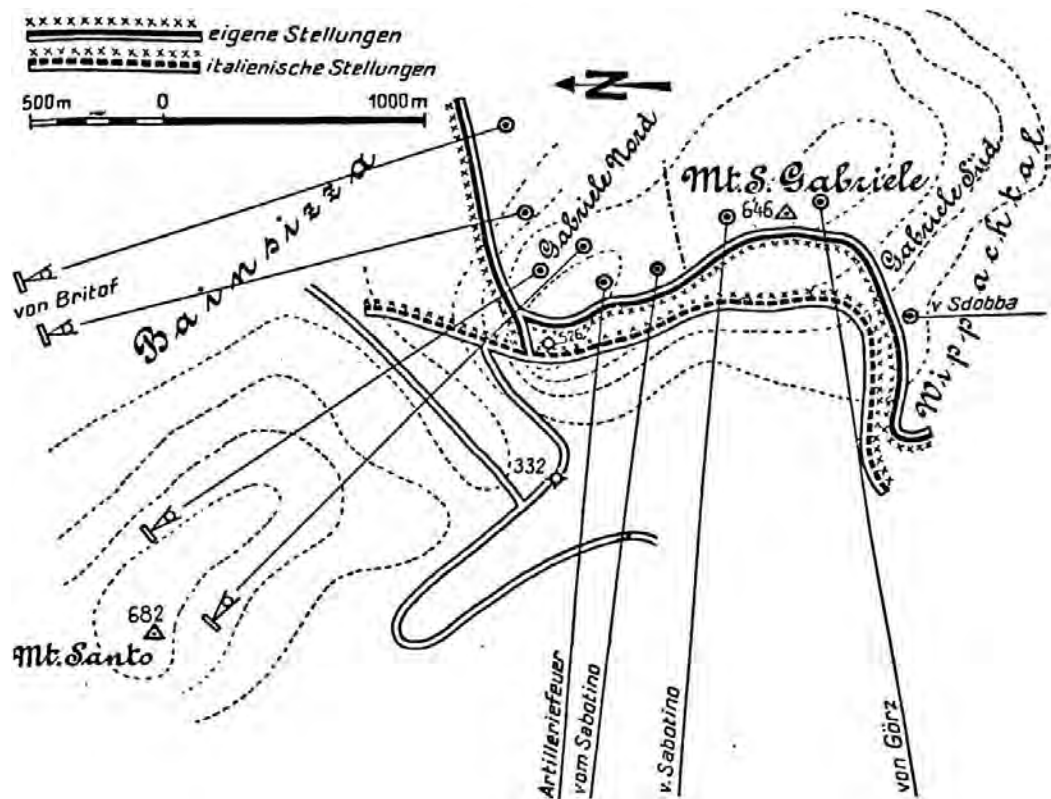 eigene Stellungen
italienische Stellungen
500m 0 1000m
N
Bainsizza
Gabriele Nord
Mt. S. Gabriele
646
Gabriele Süd
Wippachtal
von Britof
v. Sdobba
526
332
682
Mt. Santo
Artilleriefeuer
vom Sabotino
v. Sabotino
von Görz